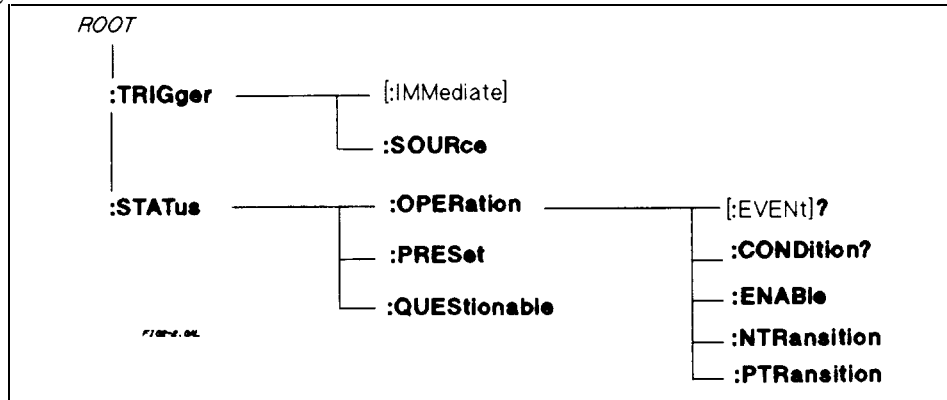 ROOT
:TRIGger [:IMMediate]
:SOURce
:STATus :OPERation [:EVENt]?
:PRESet :CONDition?
:QUEStionable :ENABle
:NTRansition
:PTRansition